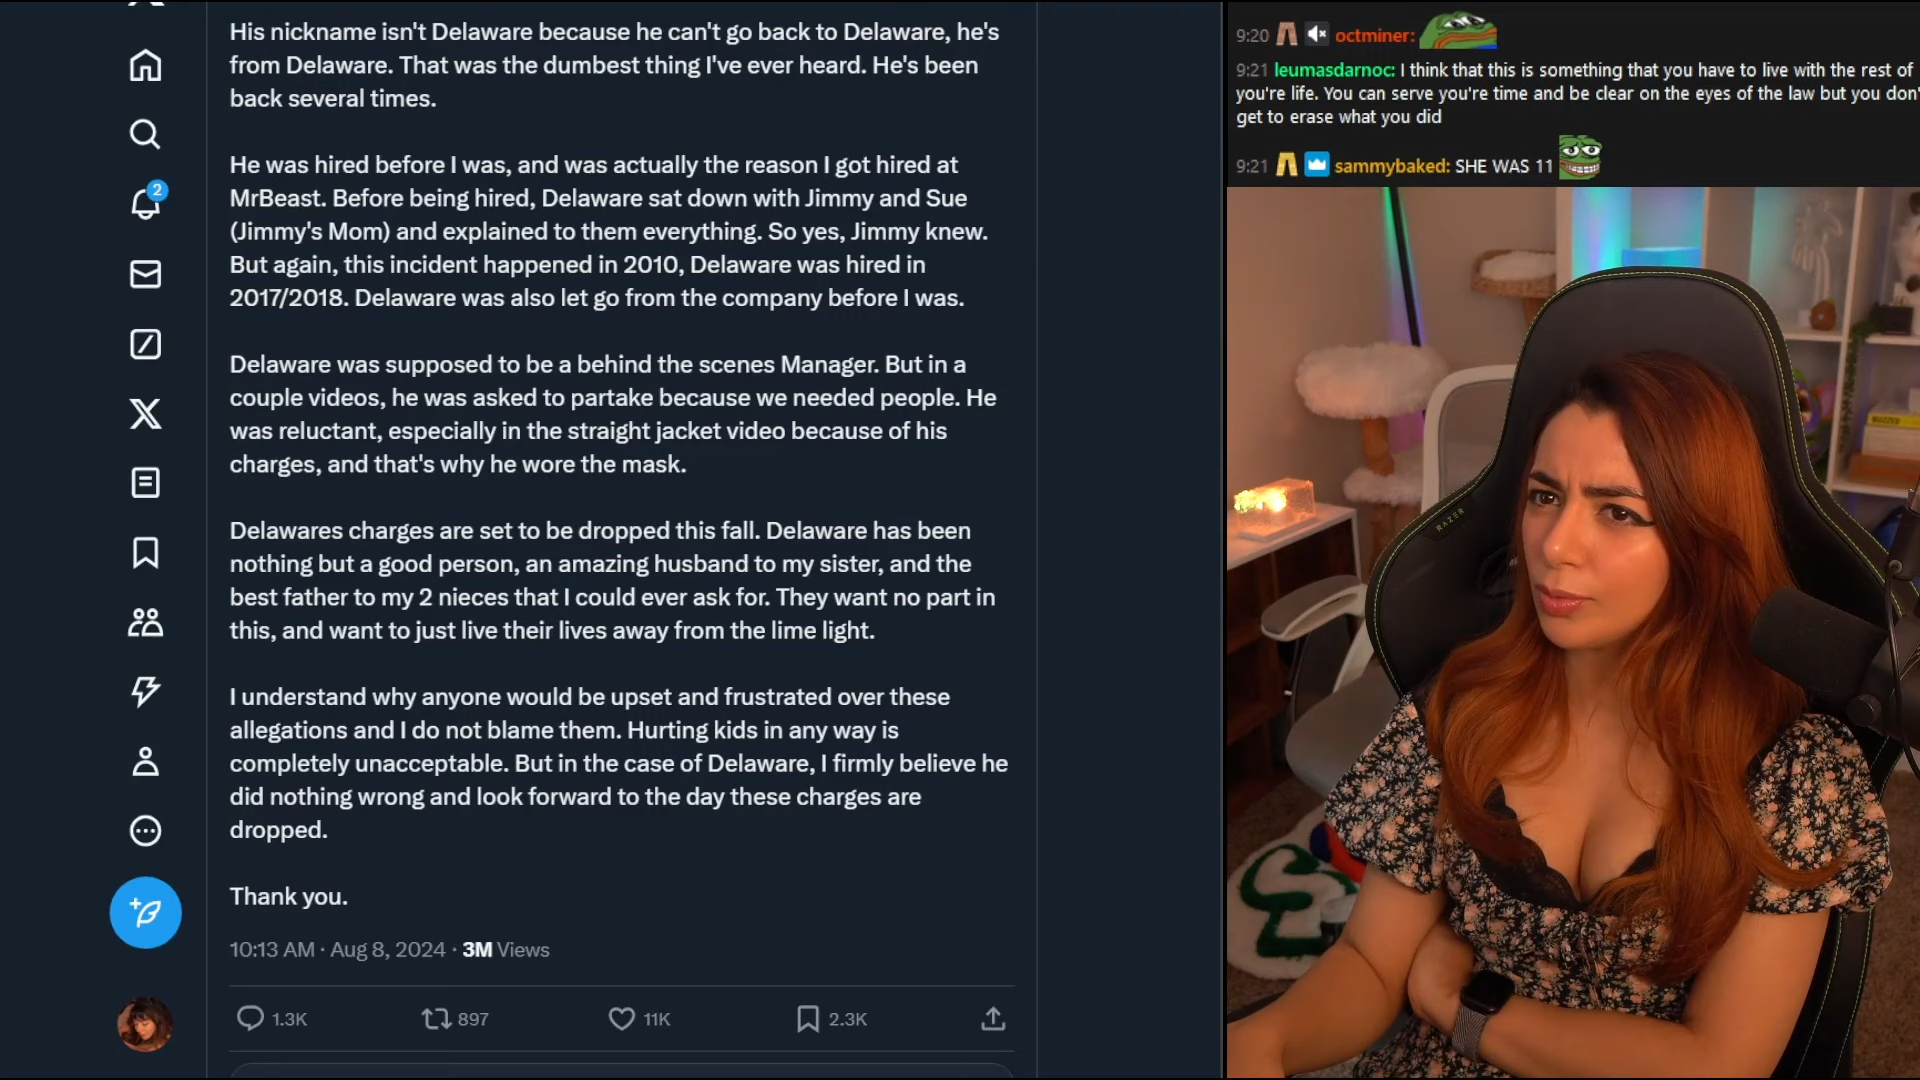 His nickname isn't Delaware because he can't go back to Delaware, he's
from Delaware. That was the dumbest thing I've ever heard. He's been
back several times.
He was hired before I was, and was actually the reason I got hired at
MrBeast. Before being hired, Delaware sat down with Jimmy and Sue
(Jimmy's Mom) and explained to them everything. So yes, Jimmy knew.
But again, this incident happened in 2010, Delaware was hired in
2017/2018. Delaware was also let go from the company before I was.
Delaware was supposed to be a behind the scenes Manager. But in a
couple videos, he was asked to partake because we needed people. He
was reluctant, especially in the straight jacket video because of his
charges, and that's why he wore the mask.
Delawares charges are set to be dropped this fall. Delaware has been
nothing but a good person, an amazing husband to my sister, and the
best father to my 2 nieces that I could ever ask for. They want no part in
this, and want to just live their lives away from the lime light.
I understand why anyone would be upset and frustrated over these
allegations and I do not blame them. Hurting kids in any way is
completely unacceptable. But in the case of Delaware, I firmly believe he
did nothing wrong and look forward to the day these charges are
dropped.
Thank you.
10:13 AM · Aug 8, 2024 · 3M Views
1.3K 897 11K 2.3K
2
9:20 octminer:
9:21 leumasdarnoc: I think that this is something that you have to live with the rest of
you're life. You can serve you're time and be clear on the eyes of the law but you don'
get to erase what you did
9:21 sammybaked: SHE WAS 11
RAZER